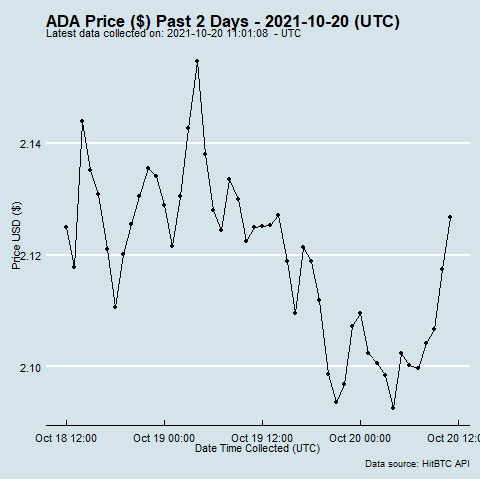 ADA Price ($) Past 2 Days - 2021-10-20 (UTC)
Latest data collected on: 2021-10-20 11:01:08 - UTC
2.14
2.12
2.10
Price USD ($)
Oct 18 12:00 Oct 19 00:00 Oct 19 12:00 Oct 20 00:00 Oct 20 12:0
Date Time Collected (UTC)
Data source: HitBTC API